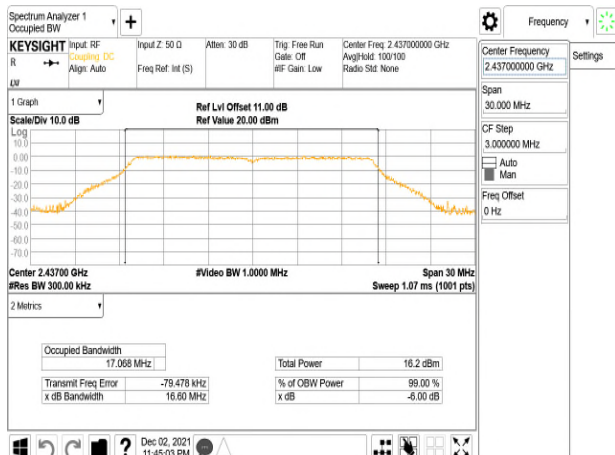 Spectrum Analyzer 1
Occupied BW
+
Frequency
KEYSIGHT
Input: RF
Coupling: DC
Align: Auto
Input Z: 50 Ω
Freq Ref: Int (S)
Atten: 30 dB
Trig: Free Run
Gate: Off
#IF Gain: Low
Center Freq: 2.437000000 GHz
Avg|Hold: 100/100
Radio Std: None
R
Center Frequency
2.437000000 GHz
Settings
Span
30.000 MHz
CF Step
3.000000 MHz
Auto
Man
Freq Offset
0 Hz
1 Graph
Scale/Div 10.0 dB
Ref Lvl Offset 11.00 dB
Ref Value 20.00 dBm
Log
10.0
0.00
-10.0
-20.0
-30.0
-40.0
-50.0
-60.0
-70.0
Center 2.43700 GHz
#Video BW 1.0000 MHz
Span 30 MHz
#Res BW 300.00 kHz
Sweep 1.07 ms (1001 pts)
2 Metrics
Occupied Bandwidth
17.068 MHz
Total Power 16.2 dBm
Transmit Freq Error -79.478 kHz
% of OBW Power 99.00 %
x dB Bandwidth 16.60 MHz
x dB -6.00 dB
?
Dec 02, 2021
11:45:03 PM